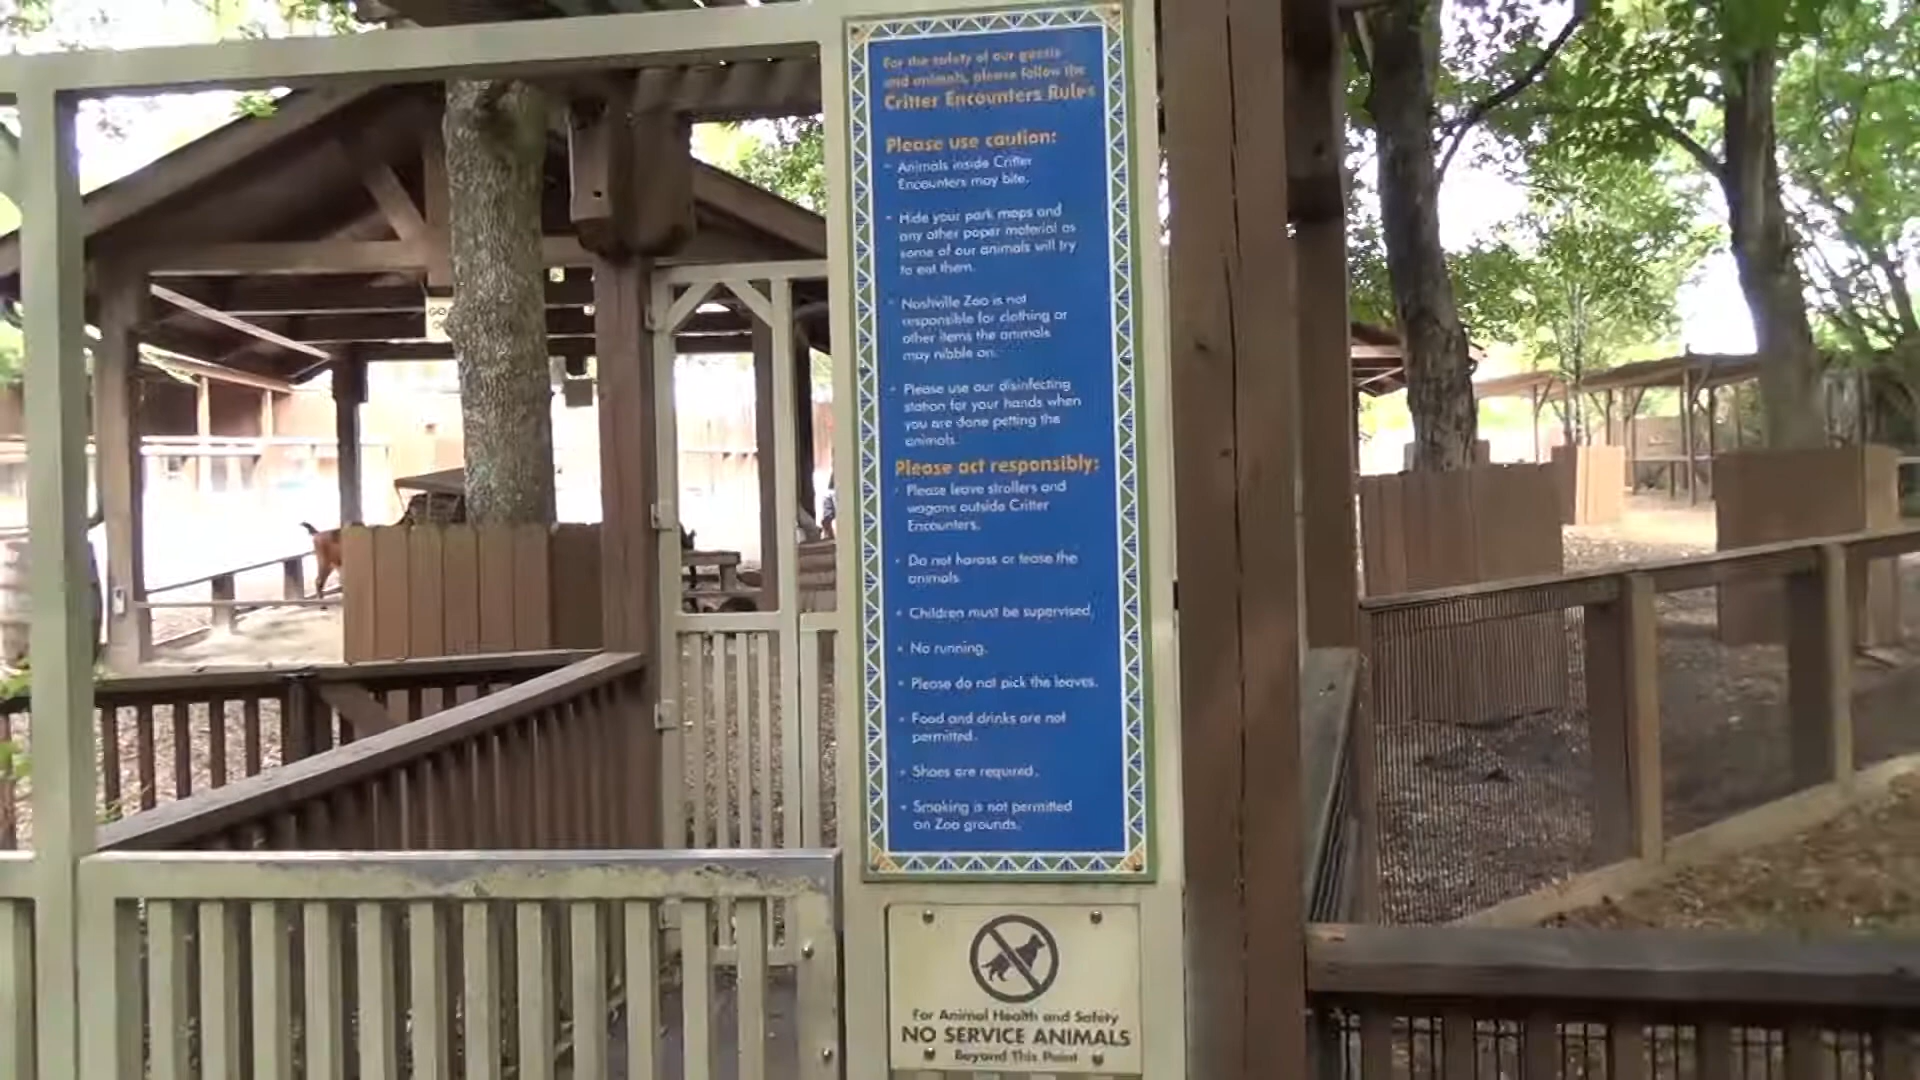 For the safety of our guests
and animals, please follow the
Critter Encounters Rules
Please use caution:
- Animals inside Critter
Encounters may bite.
• Hide your park maps and
any other paper material as
some of our animals will try
to eat them.
• Nashville Zoo is not
responsible for clothing or
other items the animals
may nibble on.
• Please use our disinfecting
station for your hands when
you are done petting the
animals.
Please act responsibly:
• Please leave strollers and
wagons outside Critter
Encounters.
• Do not harass or tease the
animals.
• Children must be supervised.
• No running.
• Please do not pick the leaves.
• Food and drinks are not
permitted.
• Shoes are required.
• Smoking is not permitted
on Zoo grounds.
For Animal Health and Safety
NO SERVICE ANIMALS
Beyond This Point